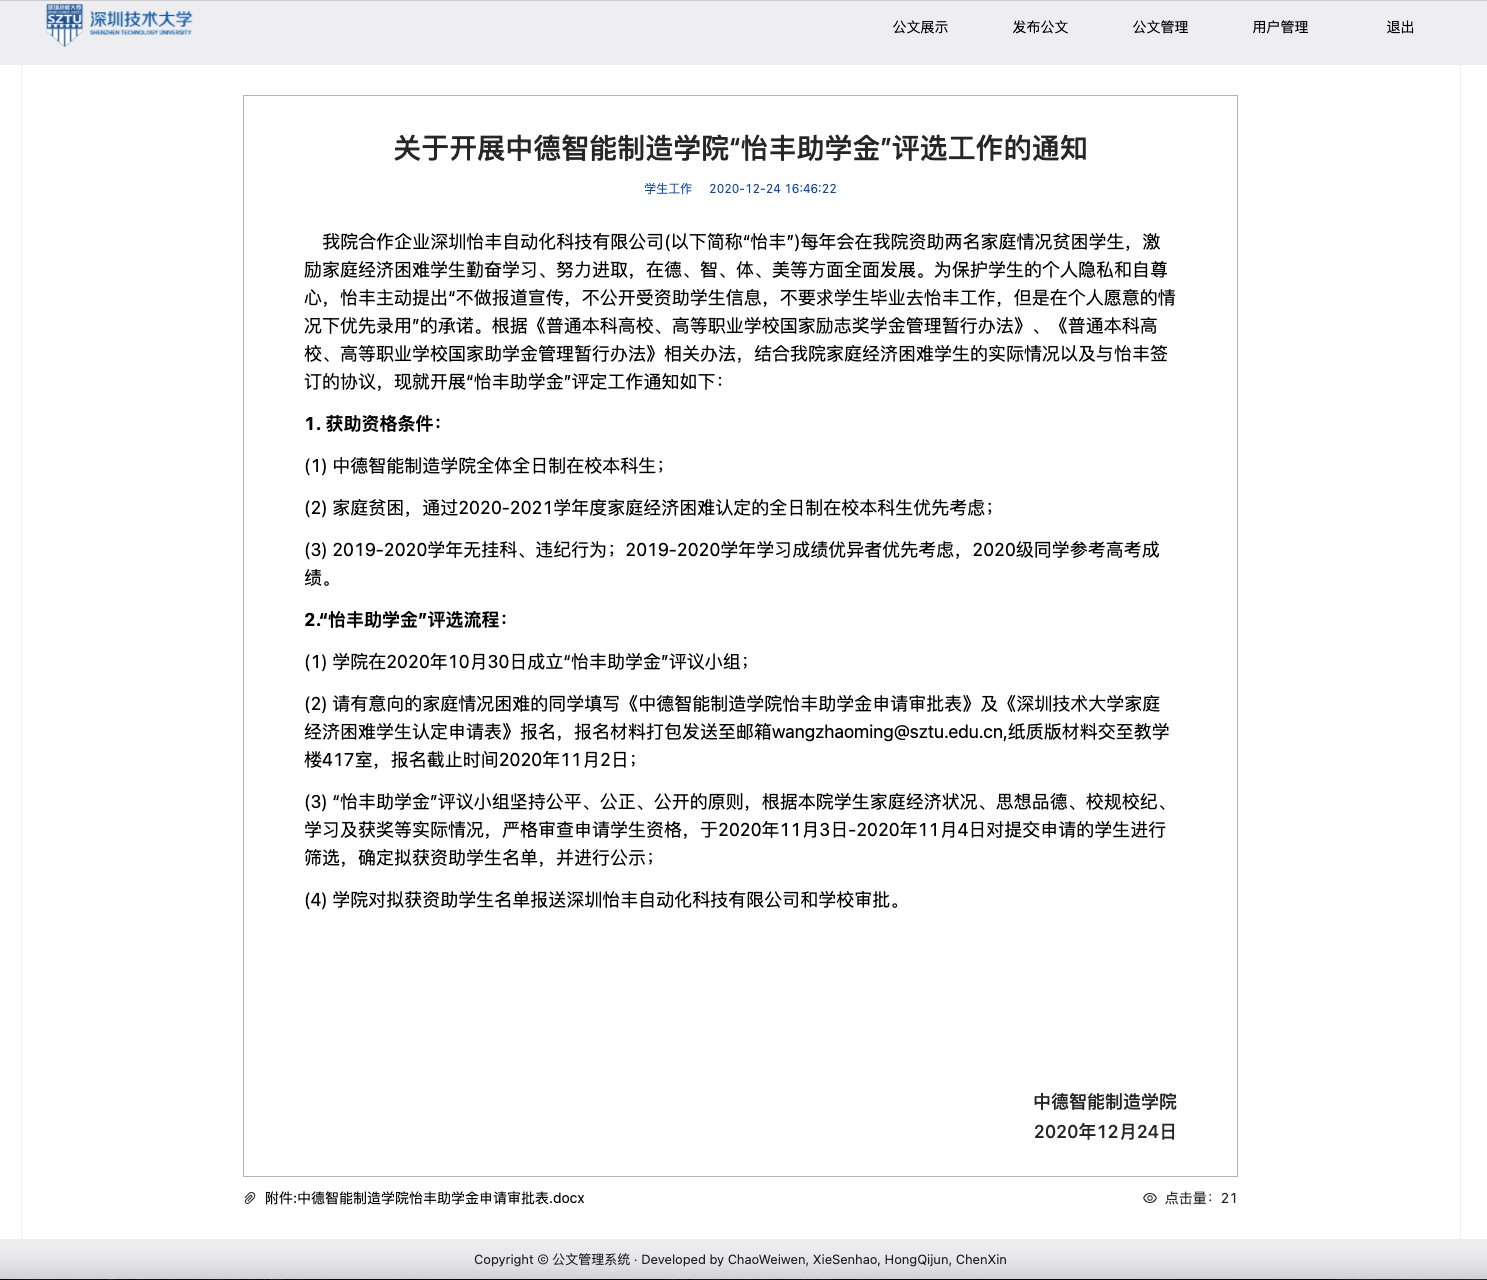 SZTU
深圳技术大学
SHENZHEN TECHNOLOGY UNIVERSITY
公文展示 发布公文 公文管理 用户管理 退出
关于开展中德智能制造学院“怡丰助学金”评选工作的通知
学生工作 2020-12-24 16:46:22
我院合作企业深圳怡丰自动化科技有限公司(以下简称“怡丰”)每年会在我院资助两名家庭情况贫困学生，激
励家庭经济困难学生勤奋学习、努力进取，在德、智、体、美等方面全面发展。为保护学生的个人隐私和自尊
心，怡丰主动提出“不做报道宣传，不公开受资助学生信息，不要求学生毕业去怡丰工作，但是在个人愿意的情
况下优先录用”的承诺。根据《普通本科高校、高等职业学校国家励志奖学金管理暂行办法》、《普通本科高
校、高等职业学校国家助学金管理暂行办法》相关办法，结合我院家庭经济困难学生的实际情况以及与怡丰签
订的协议，现就开展“怡丰助学金”评定工作通知如下：
1. 获助资格条件：
(1) 中德智能制造学院全体全日制在校本科生；
(2) 家庭贫困，通过2020-2021学年度家庭经济困难认定的全日制在校本科生优先考虑；
(3) 2019-2020学年无挂科、违纪行为；2019-2020学年学习成绩优异者优先考虑，2020级同学参考高考成
绩。
2.“怡丰助学金”评选流程：
(1) 学院在2020年10月30日成立“怡丰助学金”评议小组；
(2) 请有意向的家庭情况困难的同学填写《中德智能制造学院怡丰助学金申请审批表》及《深圳技术大学家庭
经济困难学生认定申请表》报名，报名材料打包发送至邮箱wangzhaoming@sztu.edu.cn,纸质版材料交至教学
楼417室，报名截止时间2020年11月2日；
(3) “怡丰助学金”评议小组坚持公平、公正、公开的原则，根据本院学生家庭经济状况、思想品德、校规校纪、
学习及获奖等实际情况，严格审查申请学生资格，于2020年11月3日-2020年11月4日对提交申请的学生进行
筛选，确定拟获资助学生名单，并进行公示；
(4) 学院对拟获资助学生名单报送深圳怡丰自动化科技有限公司和学校审批。
中德智能制造学院
2020年12月24日
附件:中德智能制造学院怡丰助学金申请审批表.docx 点击量：21
Copyright © 公文管理系统 · Developed by ChaoWeiwen, XieSenhao, HongQijun, ChenXin